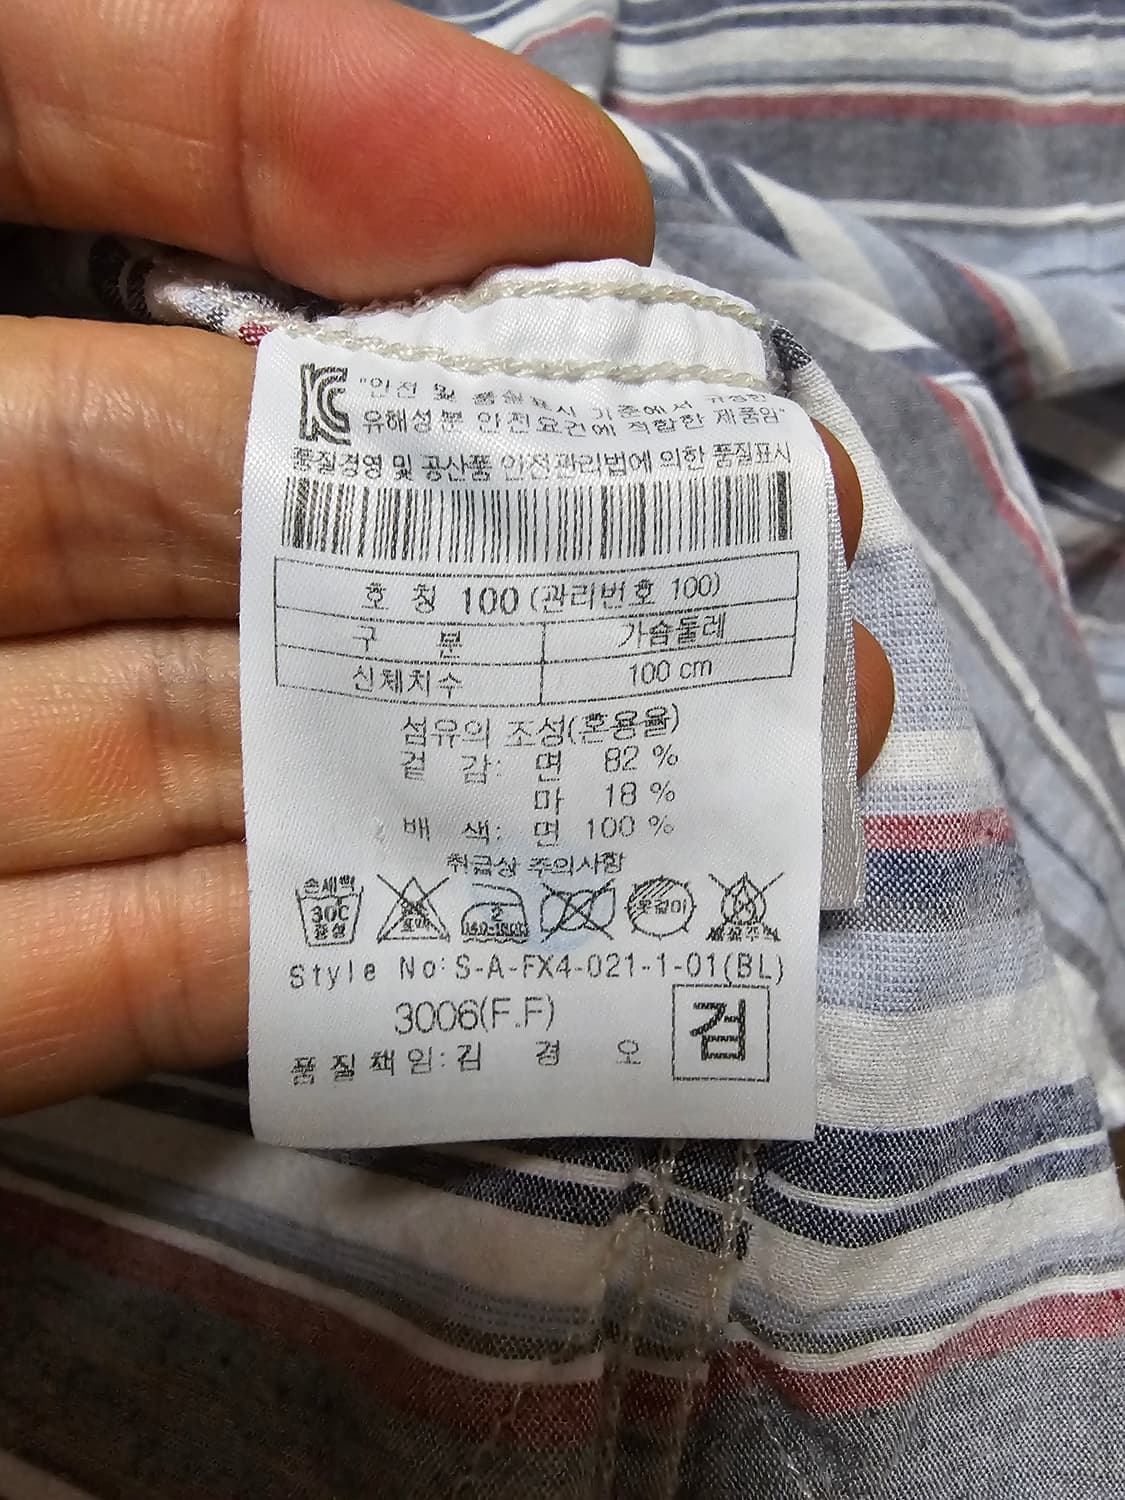 "안전 및 품질표시 기준에서 규정한
유해성분 안전요건에 적합한 제품임"
품질경영 및 공산품 안전관리법에 의한 품질표시
호 칭 100 (관리번호 100)
구 분 가슴둘레
신체치수 100 cm
섬유의 조성(혼용율)
겉 감: 면 82 %
마 18 %
배 색: 면 100 %
취급상 주의사항
손세탁
30C
중성
2
140-160℃
옷걸이
Style No: S-A-FX4-021-1-01(BL)
3006(F.F)
검
품 질 책 임: 김 경 오